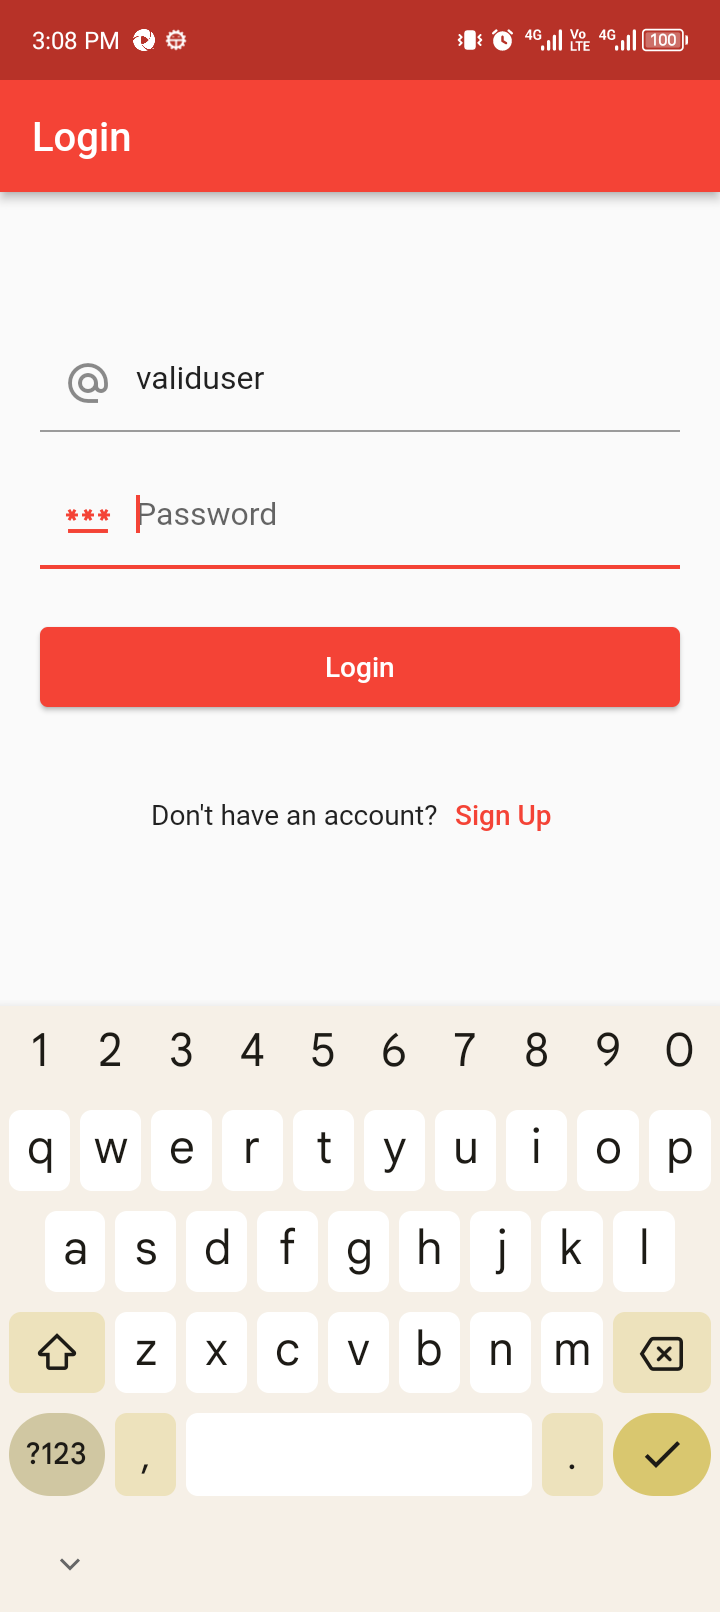 3:08 PM 4G Vo LTE 4G 100
Login
validuser
*** Password
Login
Don't have an account? Sign Up
1 2 3 4 5 6 7 8 9 0
q w e r t y u i o p
a s d f g h j k l
z x c v b n m
?123 , .